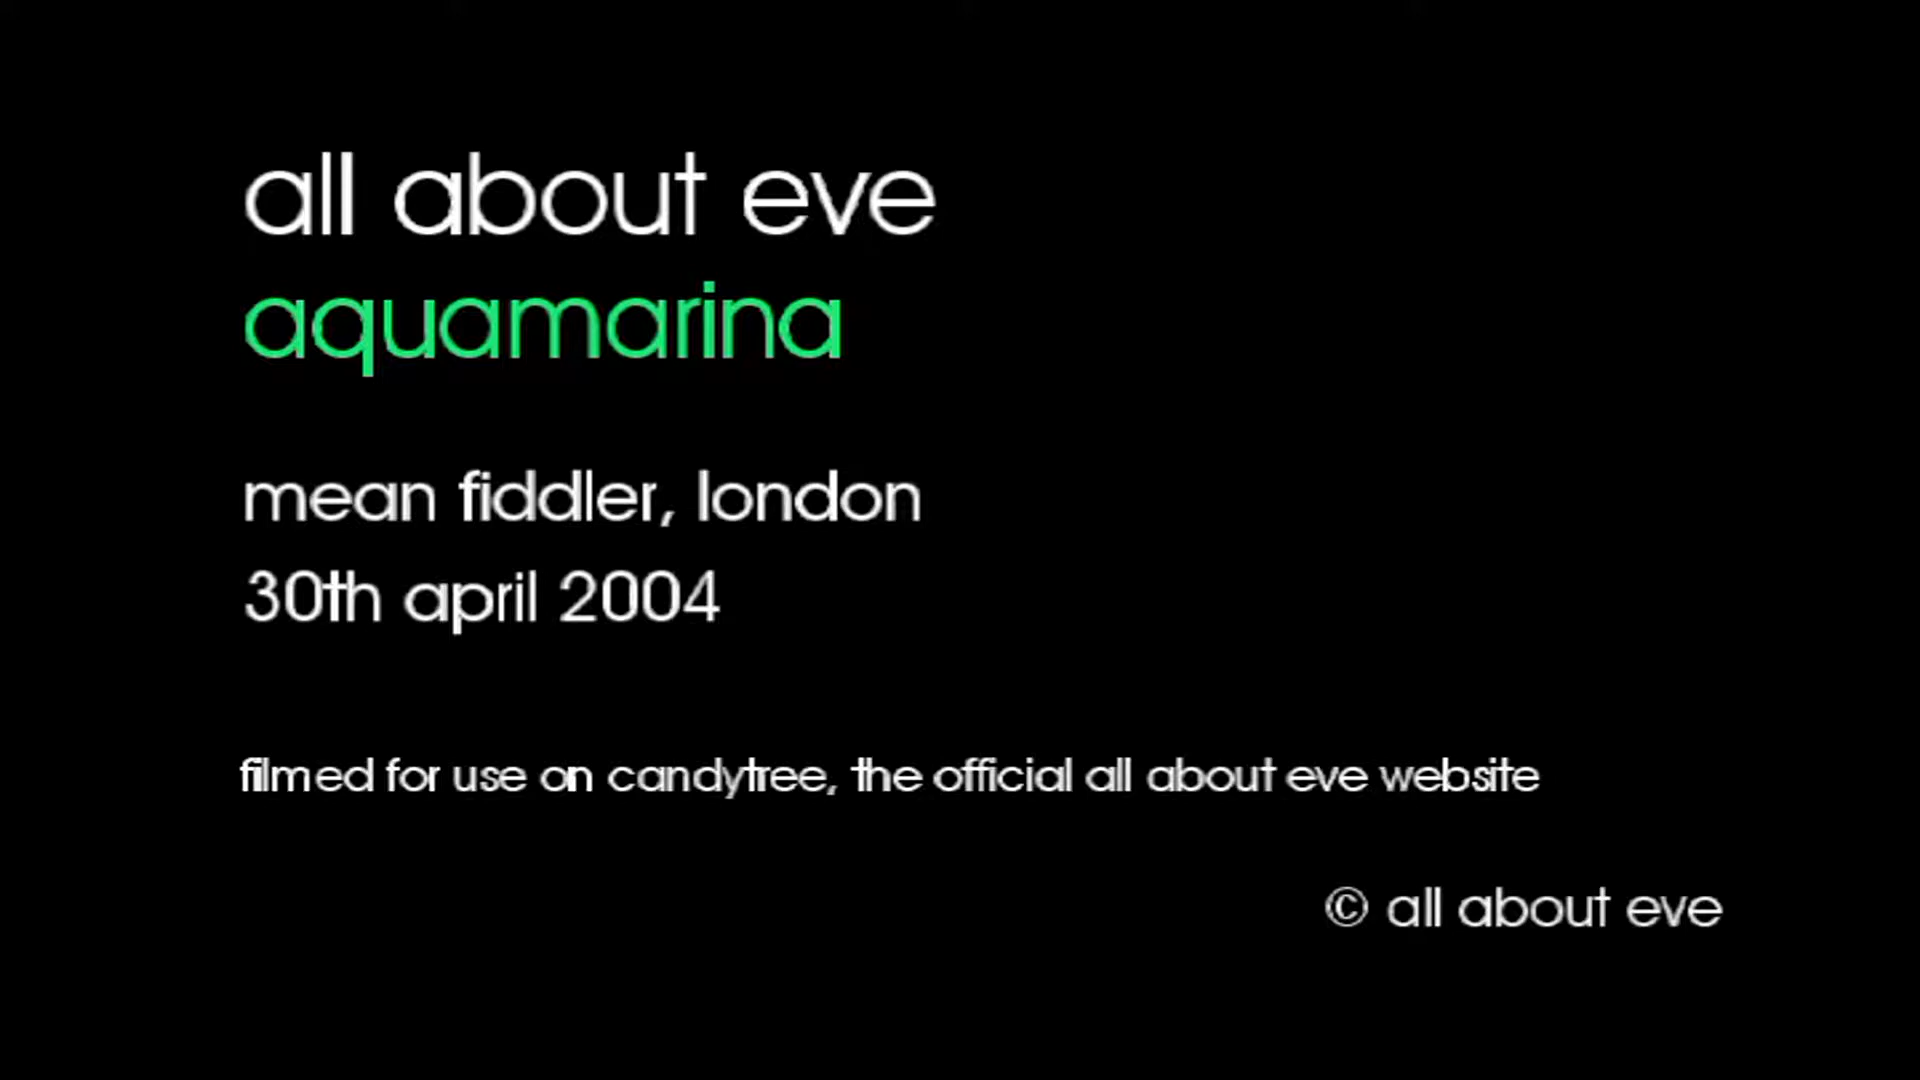 all about eve
aquamarina
mean fiddler, london
30th april 2004
filmed for use on candytree, the official all about eve website
© all about eve